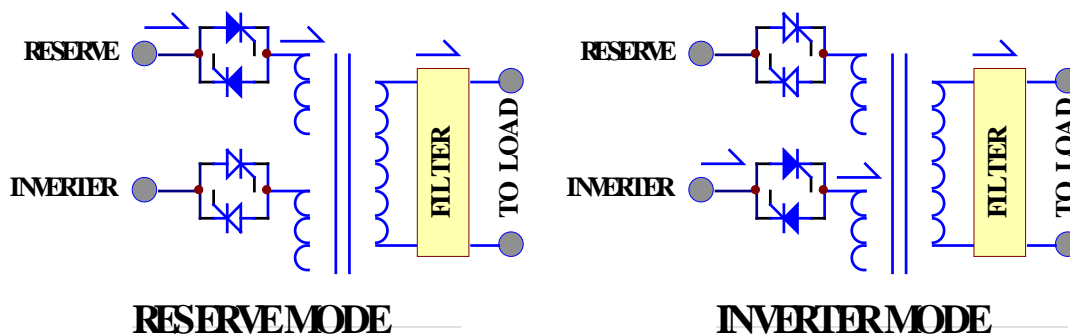 RESERVE
INVERTER
FILTER
TO LOAD
RESERVE MODE
RESERVE
INVERTER
FILTER
TO LOAD
INVERTER MODE